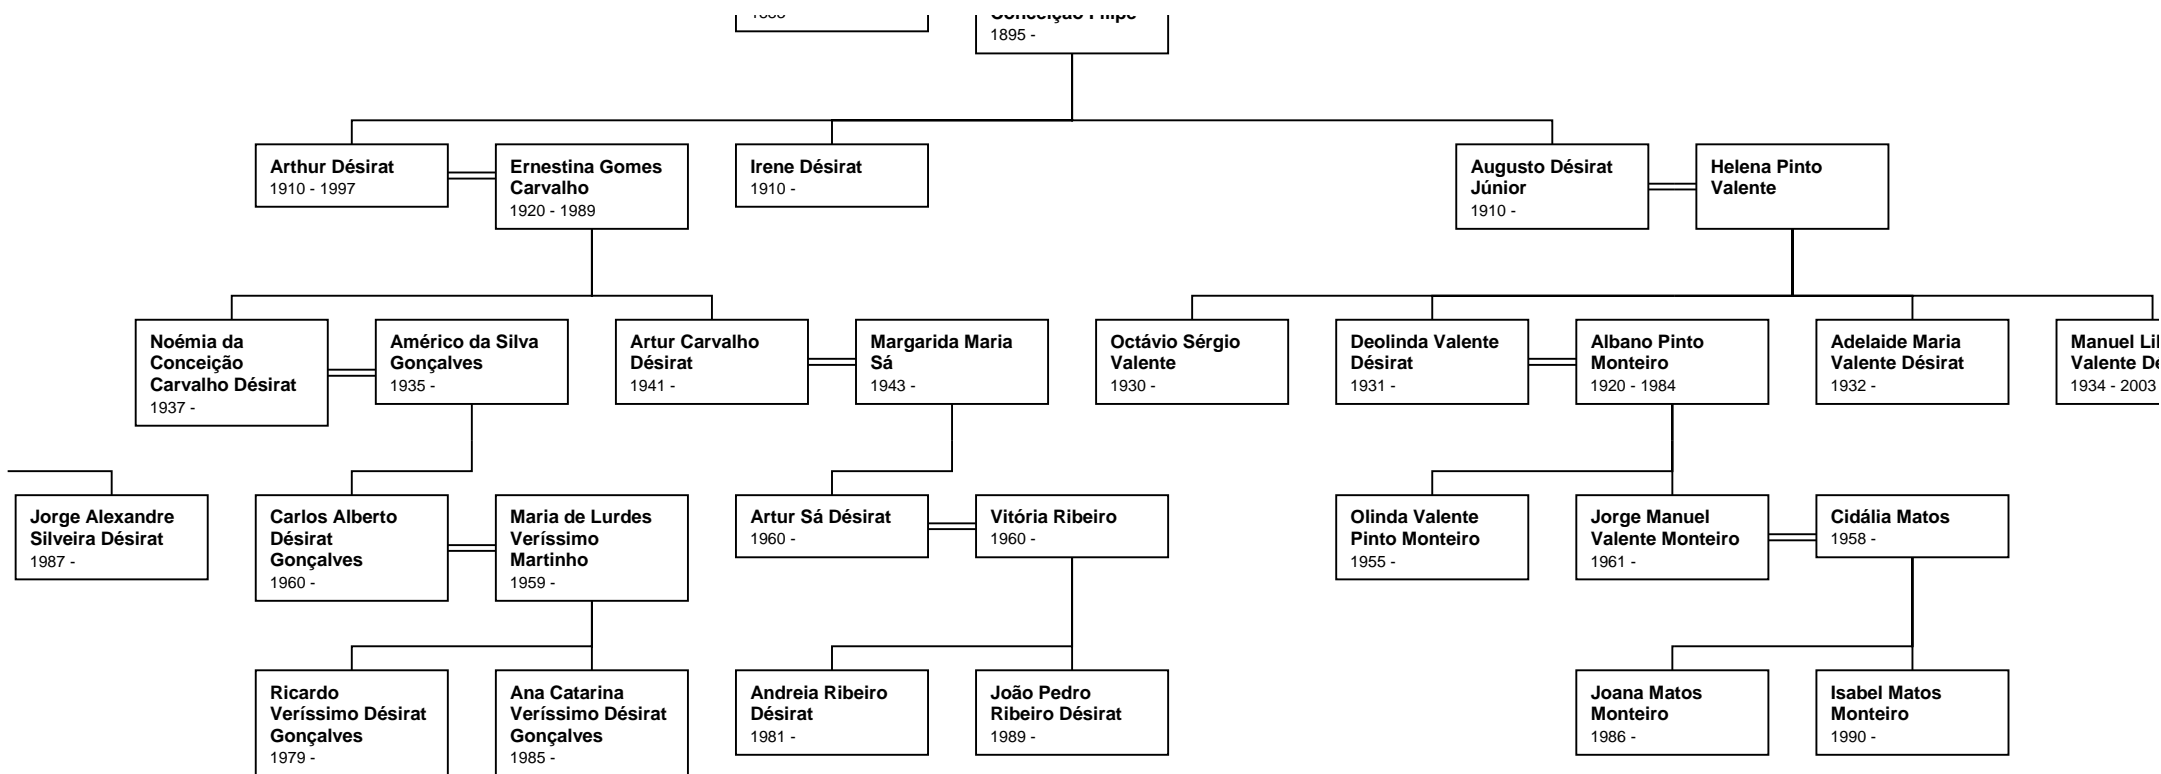 1895 -
Arthur Désirat
1910 - 1997
Ernestina Gomes
Carvalho
1920 - 1989
Irene Désirat
1910 -
Augusto Désirat
Júnior
1910 -
Helena Pinto
Valente
Noémia da
Conceição
Carvalho Désirat
1937 -
Américo da Silva
Gonçalves
1935 -
Artur Carvalho
Désirat
1941 -
Margarida Maria
Sá
1943 -
Octávio Sérgio
Valente
1930 -
Deolinda Valente
Désirat
1931 -
Albano Pinto
Monteiro
1920 - 1984
Adelaide Maria
Valente Désirat
1932 -
Manuel
Valente
1934 - 2003
Jorge Alexandre
Silveira Désirat
1987 -
Carlos Alberto
Désirat
Gonçalves
1960 -
Maria de Lurdes
Veríssimo
Martinho
1959 -
Artur Sá Désirat
1960 -
Vitória Ribeiro
1960 -
Olinda Valente
Pinto Monteiro
1955 -
Jorge Manuel
Valente Monteiro
1961 -
Cidália Matos
1958 -
Ricardo
Veríssimo Désirat
Gonçalves
1979 -
Ana Catarina
Veríssimo Désirat
Gonçalves
1985 -
Andreia Ribeiro
Désirat
1981 -
João Pedro
Ribeiro Désirat
1989 -
Joana Matos
Monteiro
1986 -
Isabel Matos
Monteiro
1990 -